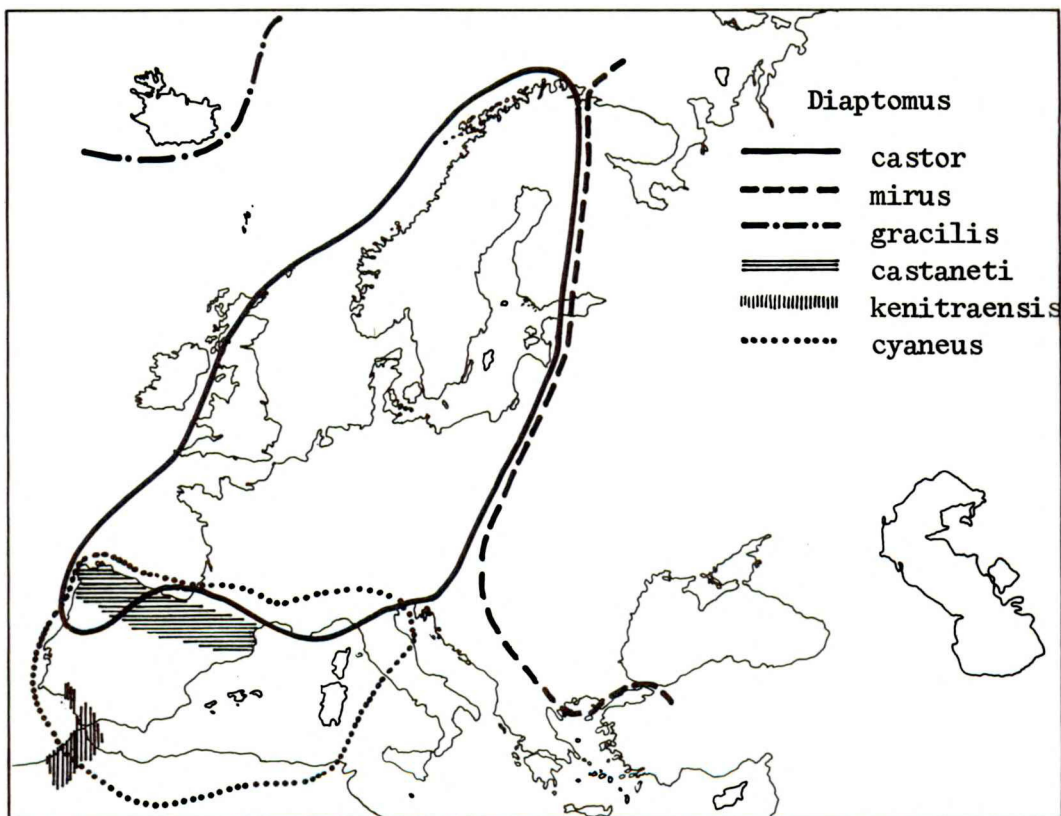 Diaptomus
castor
mirus
gracilis
castaneti
kenitraensis
cyaneus